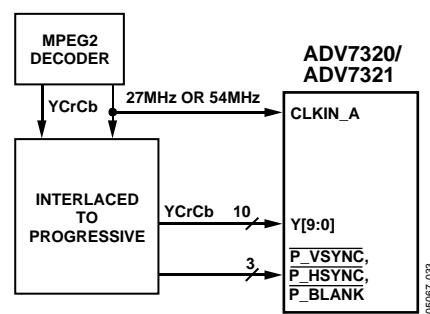 MPEG2
DECODER
ADV7320/
ADV7321
YCrCb
27MHz OR 54MHz
CLKIN_A
INTERLACED
TO
PROGRESSIVE
YCrCb
10
Y[9:0]
3
P_VSYNC,
P_HSYNC,
P_BLANK
05067-033